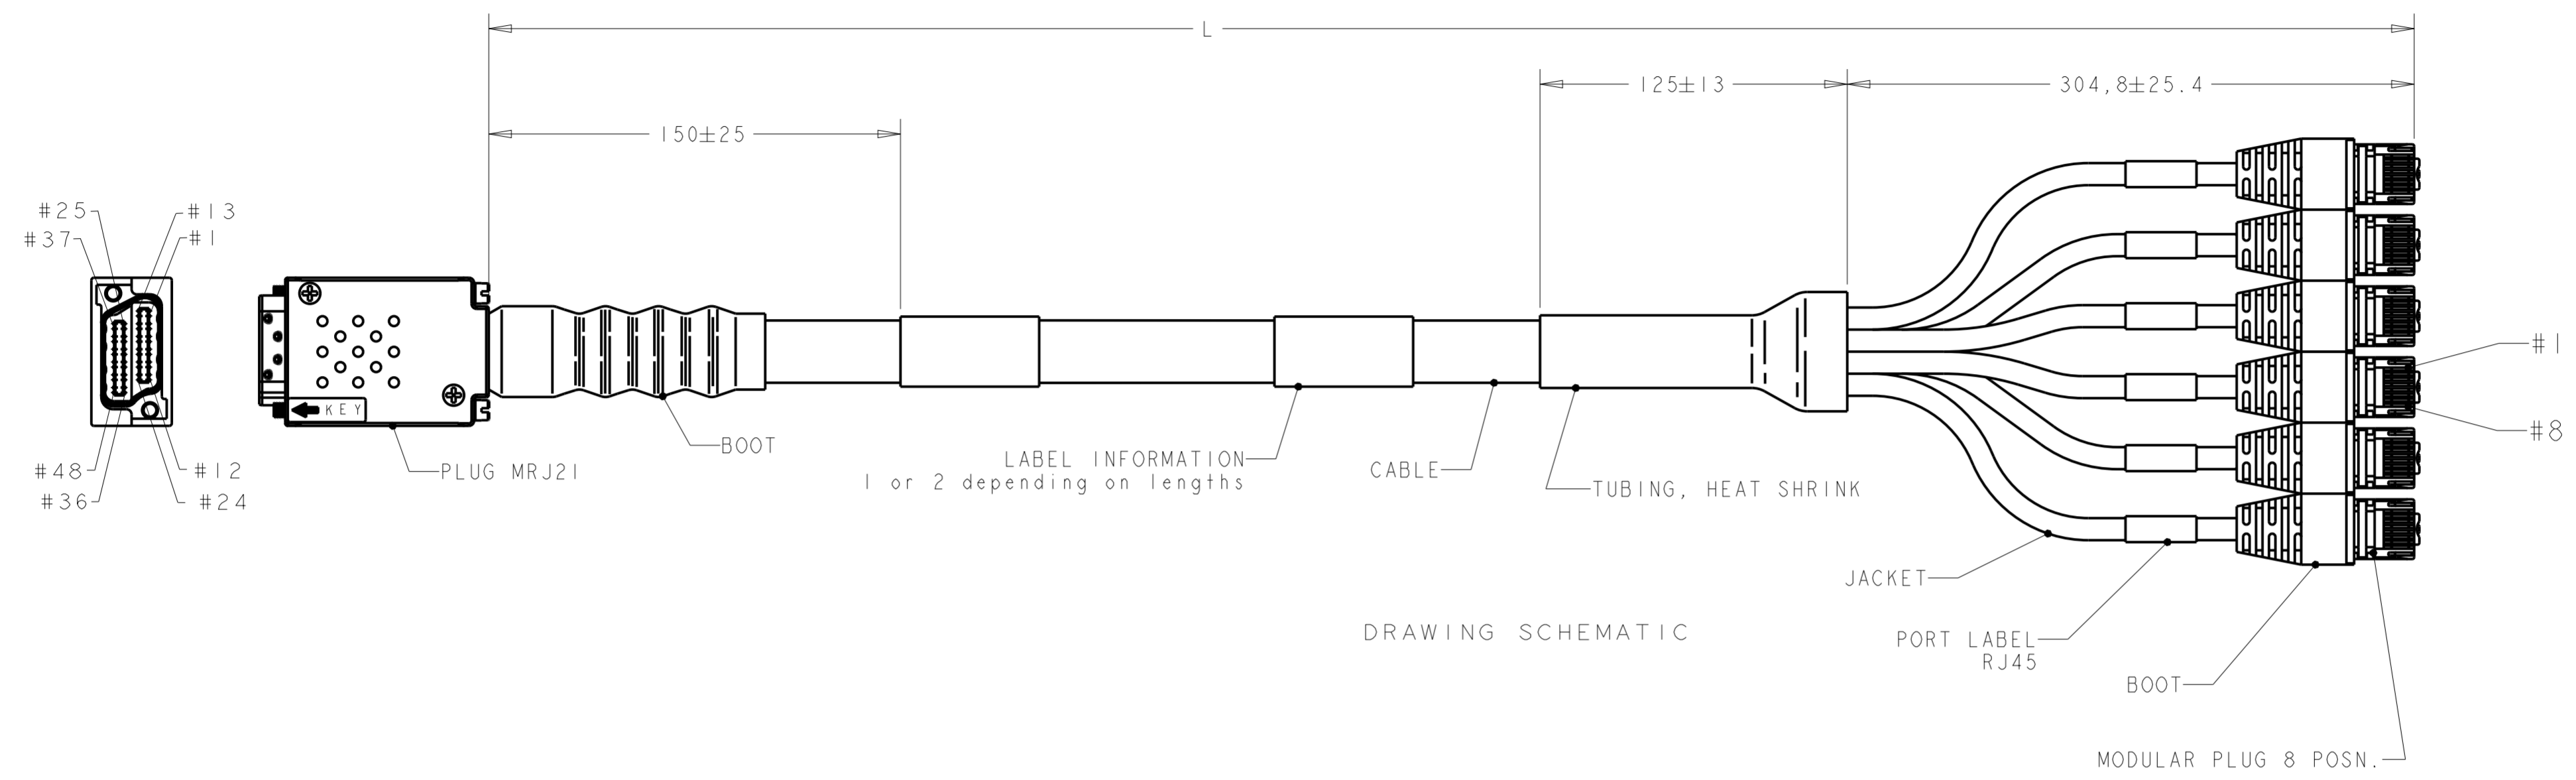 L
125±13
304,8±25.4
150±25
#25
#13
#37
#1
KEY
#48
#12
#36
#24
PLUG MRJ21
BOOT
LABEL INFORMATION
1 or 2 depending on lengths
CABLE
TUBING, HEAT SHRINK
#1
#8
JACKET
PORT LABEL
RJ45
BOOT
MODULAR PLUG 8 POSN.
DRAWING SCHEMATIC